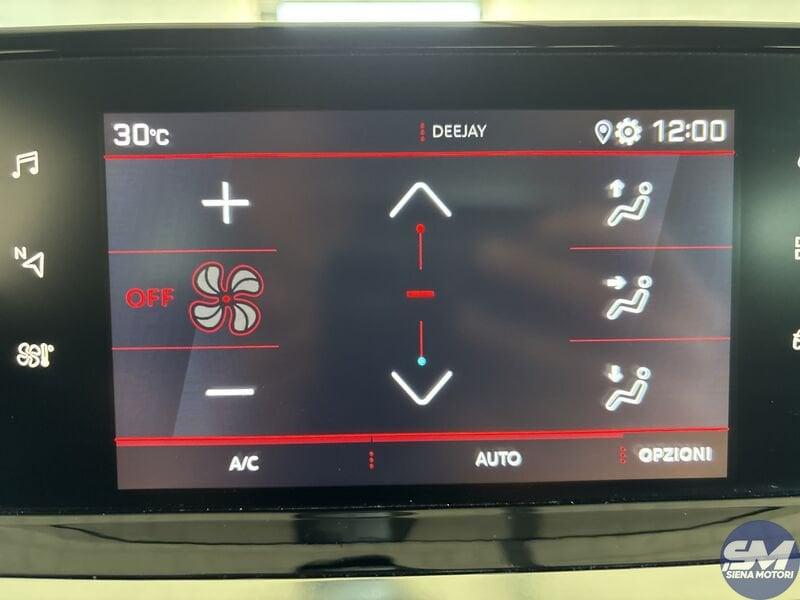 30°C
DEEJAY
12:00
N
OFF
A/C
AUTO
OPZIONI
SM
SIENA MOTORI